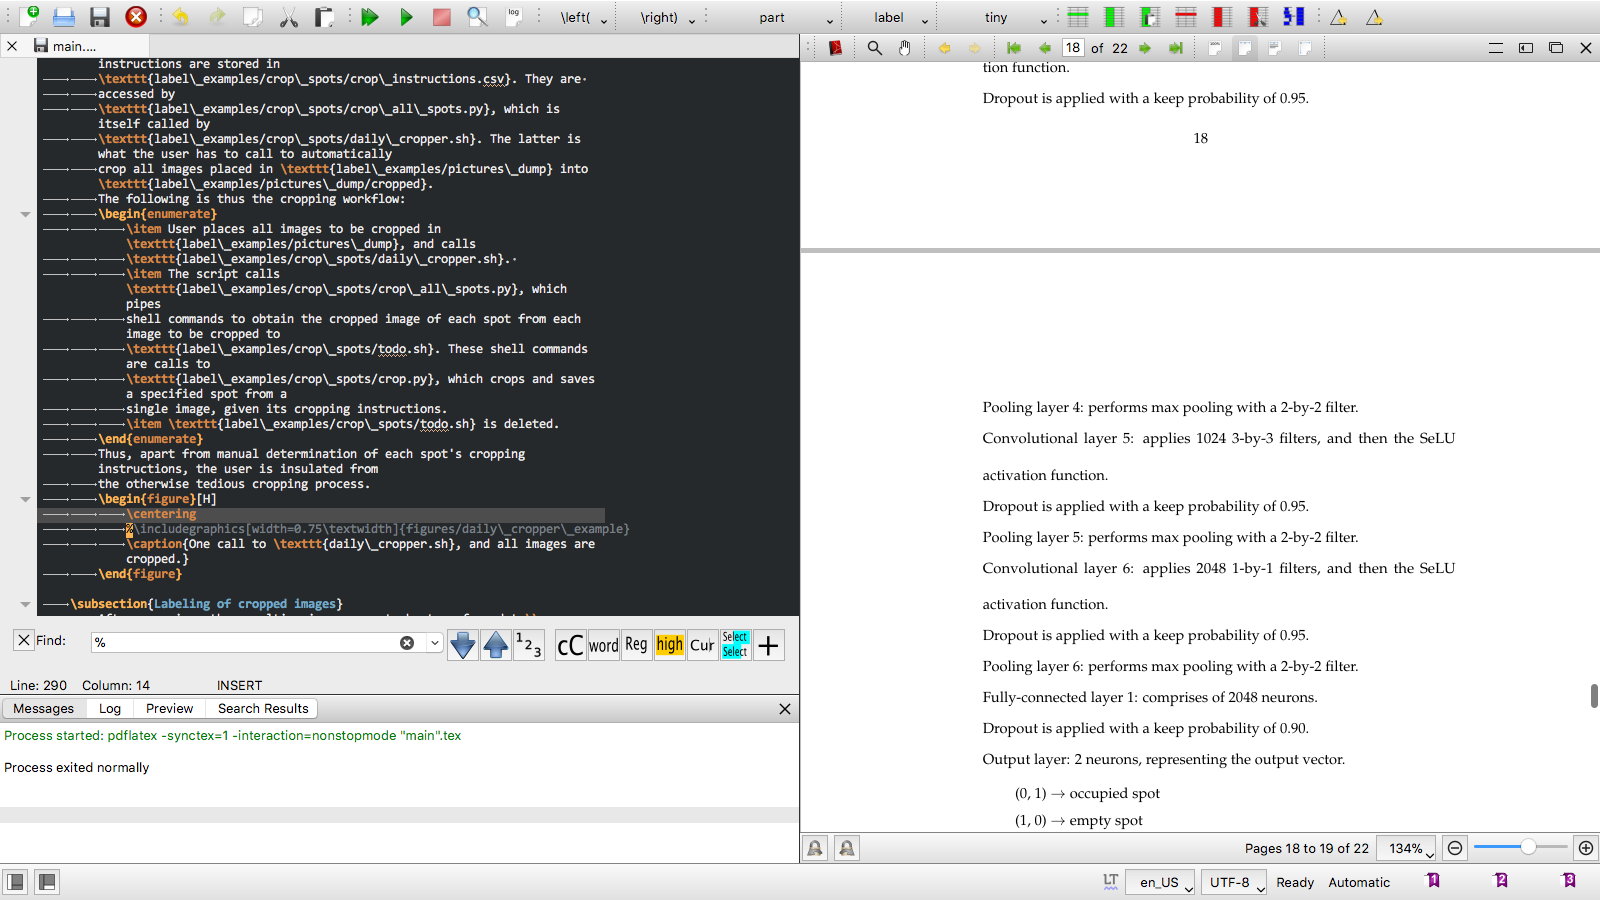 log
\left(
\right)
part
label
tiny
main....
18 of 22
instructions are stored in
\texttt{label\_examples/crop\_spots/crop\_instructions.csv}. They are
accessed by
\texttt{label\_examples/crop\_spots/crop\_all\_spots.py}, which is
itself called by
\texttt{label\_examples/crop\_spots/daily\_cropper.sh}. The latter is
what the user has to call to automatically
crop all images placed in \texttt{label\_examples/pictures\_dump} into
\texttt{label\_examples/pictures\_dump/cropped}.
The following is thus the cropping workflow:
\begin{enumerate}
\item User places all images to be cropped in
\texttt{label\_examples/pictures\_dump}, and calls
\texttt{label\_examples/crop\_spots/daily\_cropper.sh}.
\item The script calls
\texttt{label\_examples/crop\_spots/crop\_all\_spots.py}, which
pipes
shell commands to obtain the cropped image of each spot from each
image to be cropped to
\texttt{label\_examples/crop\_spots/todo.sh}. These shell commands
are calls to
\texttt{label\_examples/crop\_spots/crop.py}, which crops and saves
a specified spot from a
single image, given its cropping instructions.
\item \texttt{label\_examples/crop\_spots/todo.sh} is deleted.
\end{enumerate}
Thus, apart from manual determination of each spot's cropping
instructions, the user is insulated from
the otherwise tedious cropping process.
\begin{figure}[H]
\centering
%\includegraphics[width=0.75\textwidth]{figures/daily\_cropper\_example}
\caption{One call to \texttt{daily\_cropper.sh}, and all images are
cropped.}
\end{figure}
\subsection{Labeling of cropped images}
Find: %
1 2 3
cC
word
Reg
high
Cur
Select
Select
Line: 290 Column: 14 INSERT
Messages Log Preview Search Results
Process started: pdflatex -synctex=1 -interaction=nonstopmode "main".tex
Process exited normally
tion function.
Dropout is applied with a keep probability of 0.95.
18
Pooling layer 4: performs max pooling with a 2-by-2 filter.
Convolutional layer 5: applies 1024 3-by-3 filters, and then the SeLU
activation function.
Dropout is applied with a keep probability of 0.95.
Pooling layer 5: performs max pooling with a 2-by-2 filter.
Convolutional layer 6: applies 2048 1-by-1 filters, and then the SeLU
activation function.
Dropout is applied with a keep probability of 0.95.
Pooling layer 6: performs max pooling with a 2-by-2 filter.
Fully-connected layer 1: comprises of 2048 neurons.
Dropout is applied with a keep probability of 0.90.
Output layer: 2 neurons, representing the output vector.
(0, 1) → occupied spot
(1, 0) → empty spot
Pages 18 to 19 of 22 134%
LT en_US UTF-8 Ready Automatic 1 2 3